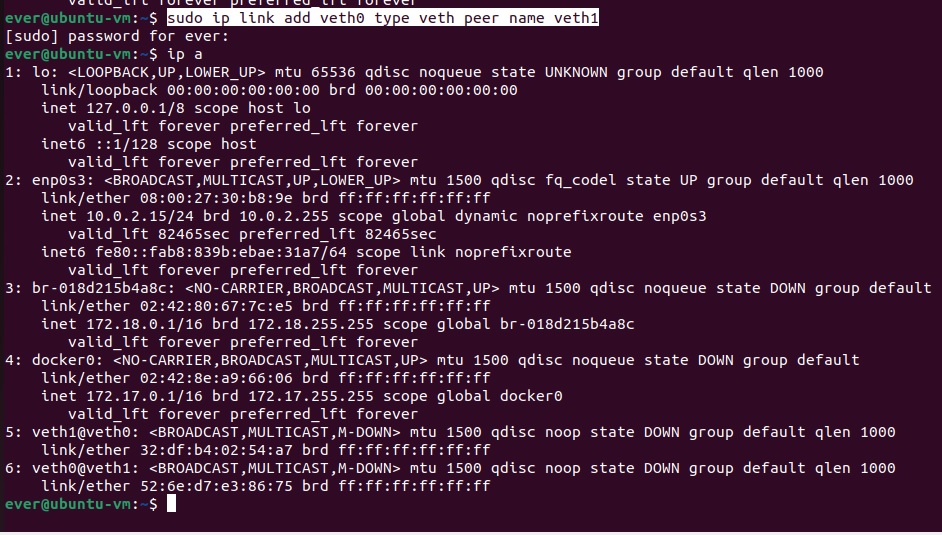 valid_lft forever preferred_lft forever
ever@ubuntu-vm:~$ sudo ip link add veth0 type veth peer name veth1
[sudo] password for ever:
ever@ubuntu-vm:~$ ip a
1: lo: <LOOPBACK,UP,LOWER_UP> mtu 65536 qdisc noqueue state UNKNOWN group default qlen 1000
    link/loopback 00:00:00:00:00:00 brd 00:00:00:00:00:00
    inet 127.0.0.1/8 scope host lo
       valid_lft forever preferred_lft forever
    inet6 ::1/128 scope host
       valid_lft forever preferred_lft forever
2: enp0s3: <BROADCAST,MULTICAST,UP,LOWER_UP> mtu 1500 qdisc fq_codel state UP group default qlen 1000
    link/ether 08:00:27:30:b8:9e brd ff:ff:ff:ff:ff:ff
    inet 10.0.2.15/24 brd 10.0.2.255 scope global dynamic noprefixroute enp0s3
       valid_lft 82465sec preferred_lft 82465sec
    inet6 fe80::fab8:839b:ebae:31a7/64 scope link noprefixroute
       valid_lft forever preferred_lft forever
3: br-018d215b4a8c: <NO-CARRIER,BROADCAST,MULTICAST,UP> mtu 1500 qdisc noqueue state DOWN group default
    link/ether 02:42:80:67:7c:e5 brd ff:ff:ff:ff:ff:ff
    inet 172.18.0.1/16 brd 172.18.255.255 scope global br-018d215b4a8c
       valid_lft forever preferred_lft forever
4: docker0: <NO-CARRIER,BROADCAST,MULTICAST,UP> mtu 1500 qdisc noqueue state DOWN group default
    link/ether 02:42:8e:a9:66:06 brd ff:ff:ff:ff:ff:ff
    inet 172.17.0.1/16 brd 172.17.255.255 scope global docker0
       valid_lft forever preferred_lft forever
5: veth1@veth0: <BROADCAST,MULTICAST,M-DOWN> mtu 1500 qdisc noop state DOWN group default qlen 1000
    link/ether 32:df:b4:02:54:a7 brd ff:ff:ff:ff:ff:ff
6: veth0@veth1: <BROADCAST,MULTICAST,M-DOWN> mtu 1500 qdisc noop state DOWN group default qlen 1000
    link/ether 52:6e:d7:e3:86:75 brd ff:ff:ff:ff:ff:ff
ever@ubuntu-vm:~$